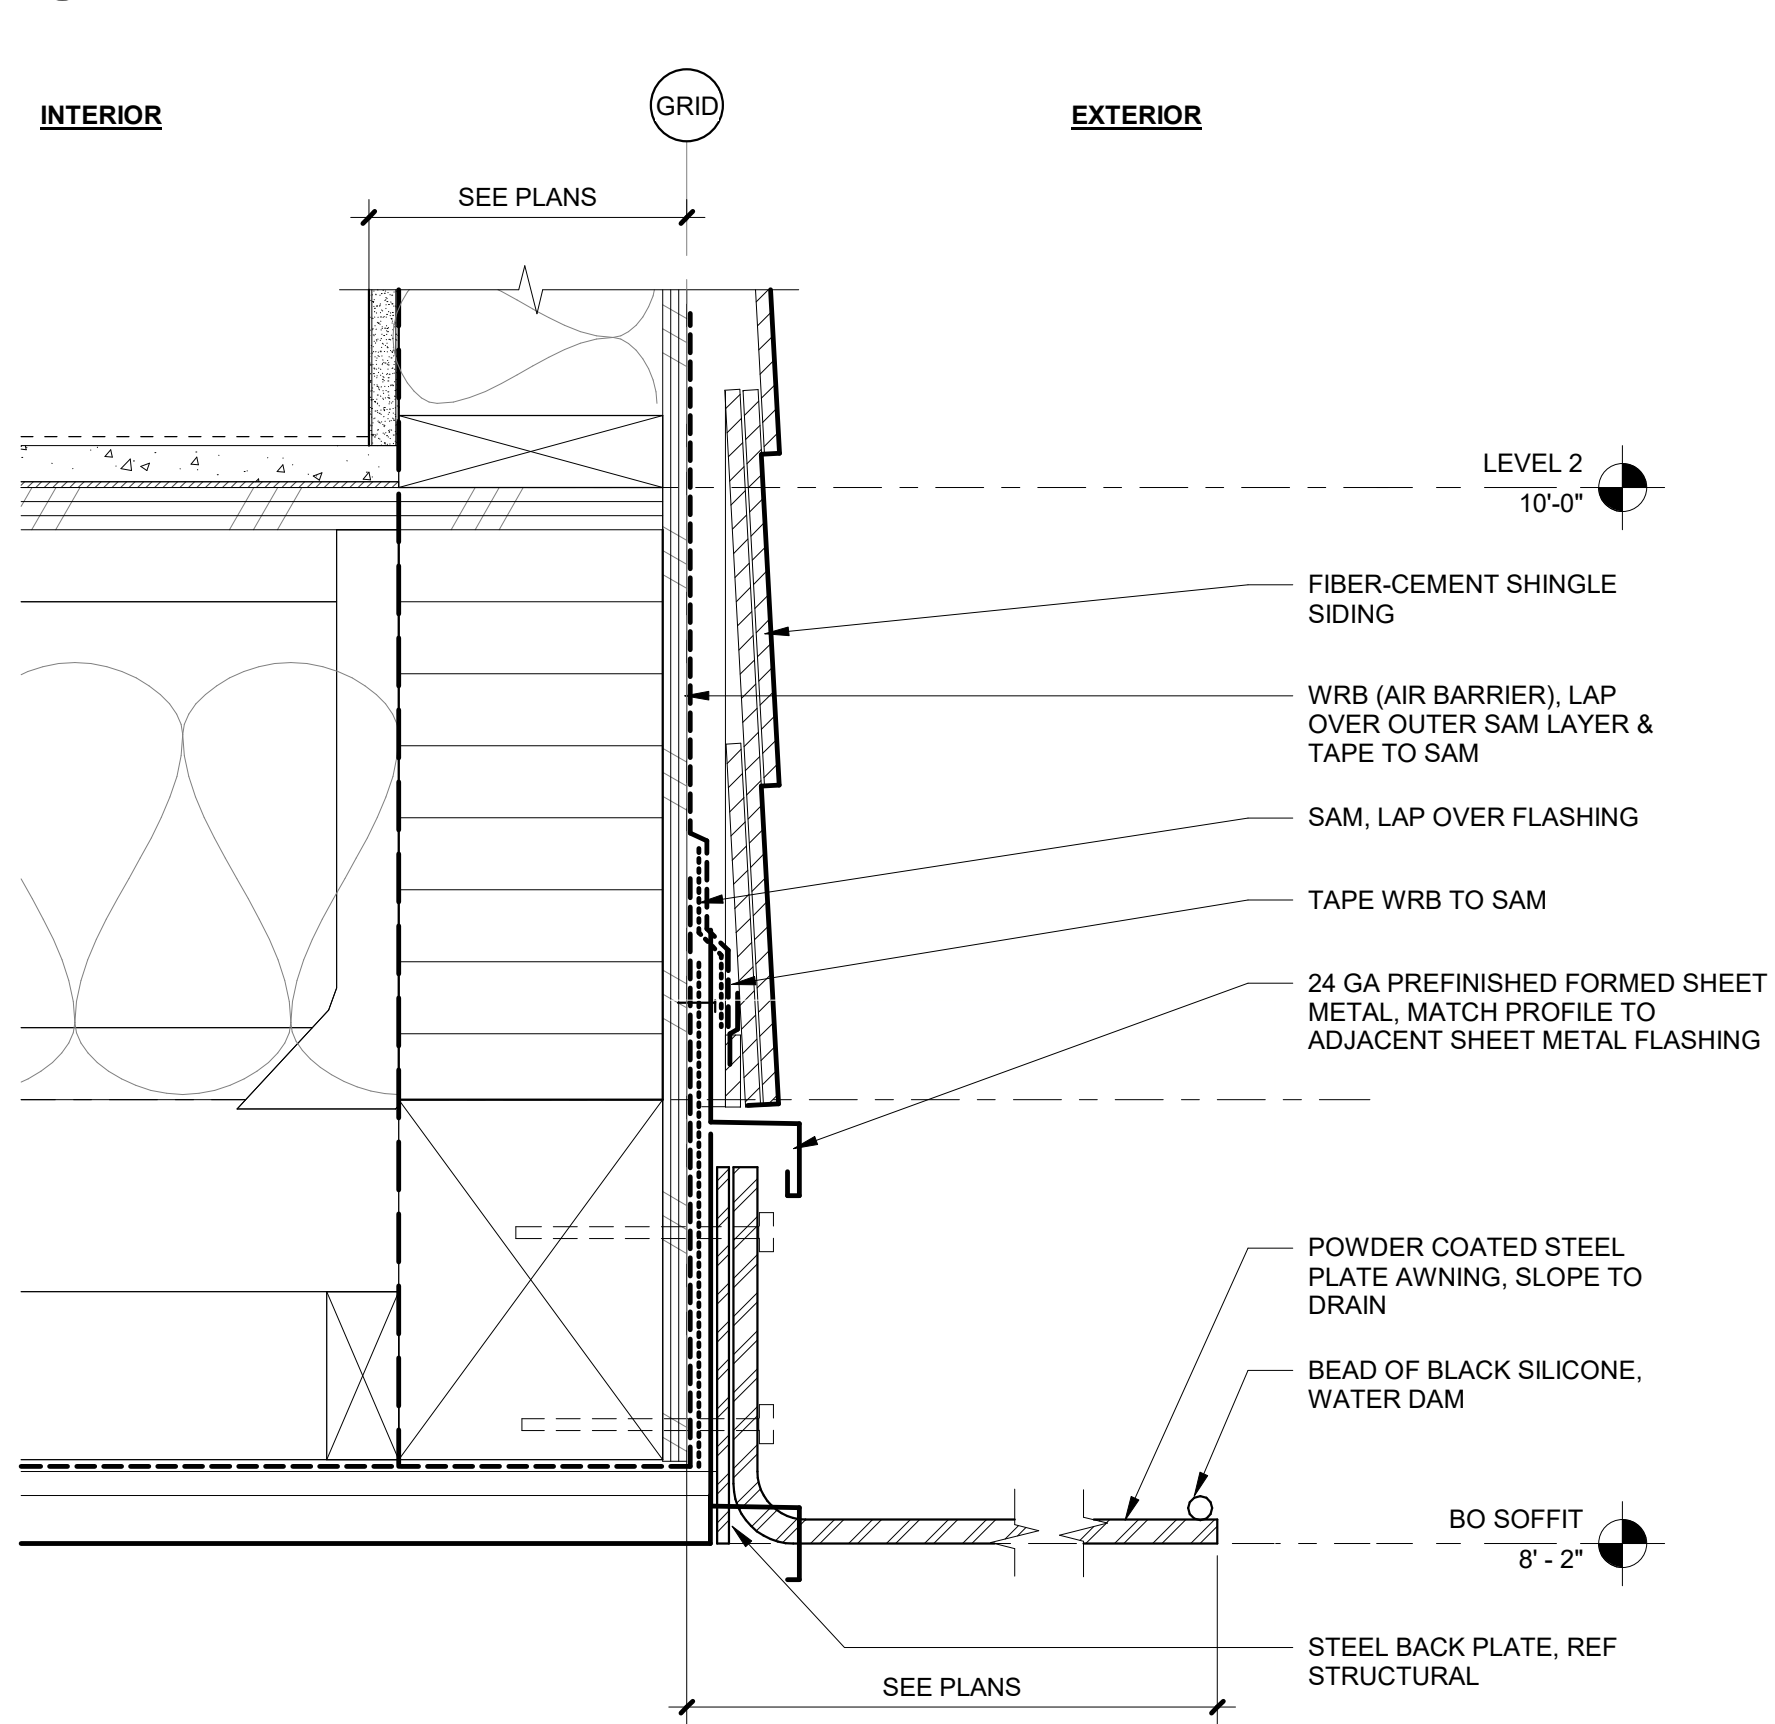 GRID
INTERIOR
EXTERIOR
SEE PLANS
LEVEL 2
10'-0"
FIBER-CEMENT SHINGLE
SIDING
WRB (AIR BARRIER), LAP
OVER OUTER SAM LAYER &
TAPE TO SAM
SAM, LAP OVER FLASHING
TAPE WRB TO SAM
24 GA PREFINISHED FORMED SHEET
METAL, MATCH PROFILE TO
ADJACENT SHEET METAL FLASHING
POWDER COATED STEEL
PLATE AWNING, SLOPE TO
DRAIN
BEAD OF BLACK SILICONE,
WATER DAM
BO SOFFIT
8' - 2"
STEEL BACK PLATE, REF
STRUCTURAL
SEE PLANS